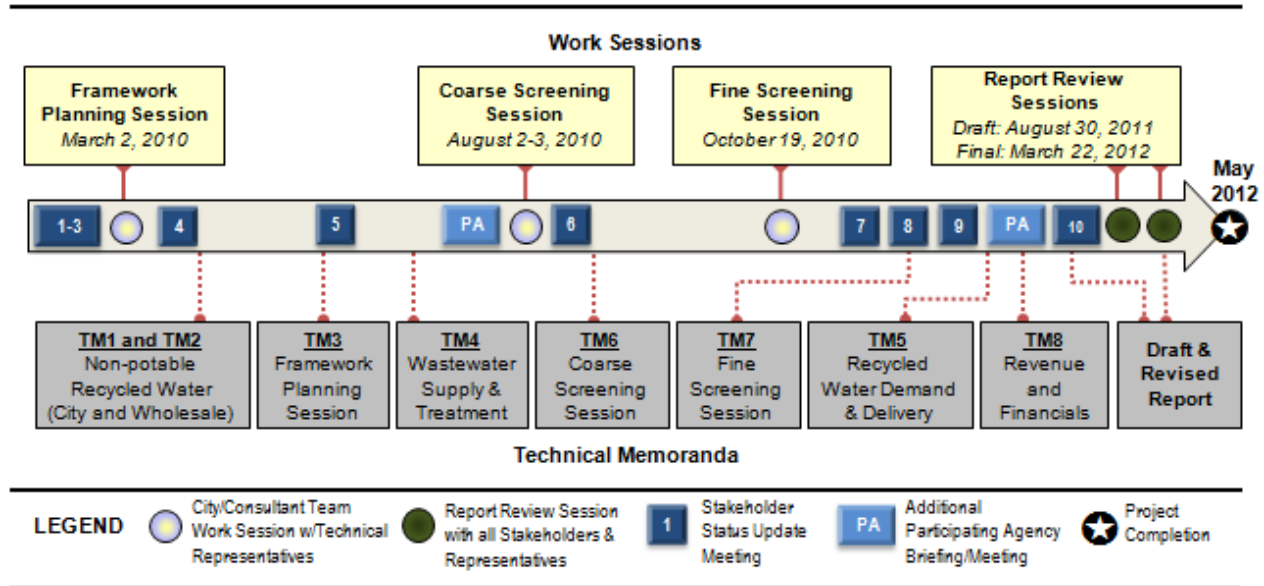 Work Sessions
Framework
Planning Session
March 2, 2010
Coarse Screening
Session
August 2-3, 2010
Fine Screening
Session
October 19, 2010
Report Review
Sessions
Draft: August 30, 2011
Final: March 22, 2012
May
2012
1-3
4
5
PA
6
7
8
9
PA
10
TM1 and TM2
Non-potable
Recycled Water
(City and Wholesale)
TM3
Framework
Planning
Session
TM4
Wastewater
Supply &
Treatment
TM6
Coarse
Screening
Session
TM7
Fine
Screening
Session
TM5
Recycled
Water Demand
& Delivery
TM8
Revenue
and
Financials
Draft &
Revised
Report
Technical Memoranda
LEGEND
City/Consultant Team
Work Session w/Technical
Representatives
Report Review Session
with all Stakeholders &
Representatives
1
Stakeholder
Status Update
Meeting
PA
Additional
Participating Agency
Briefing/Meeting
Project
Completion